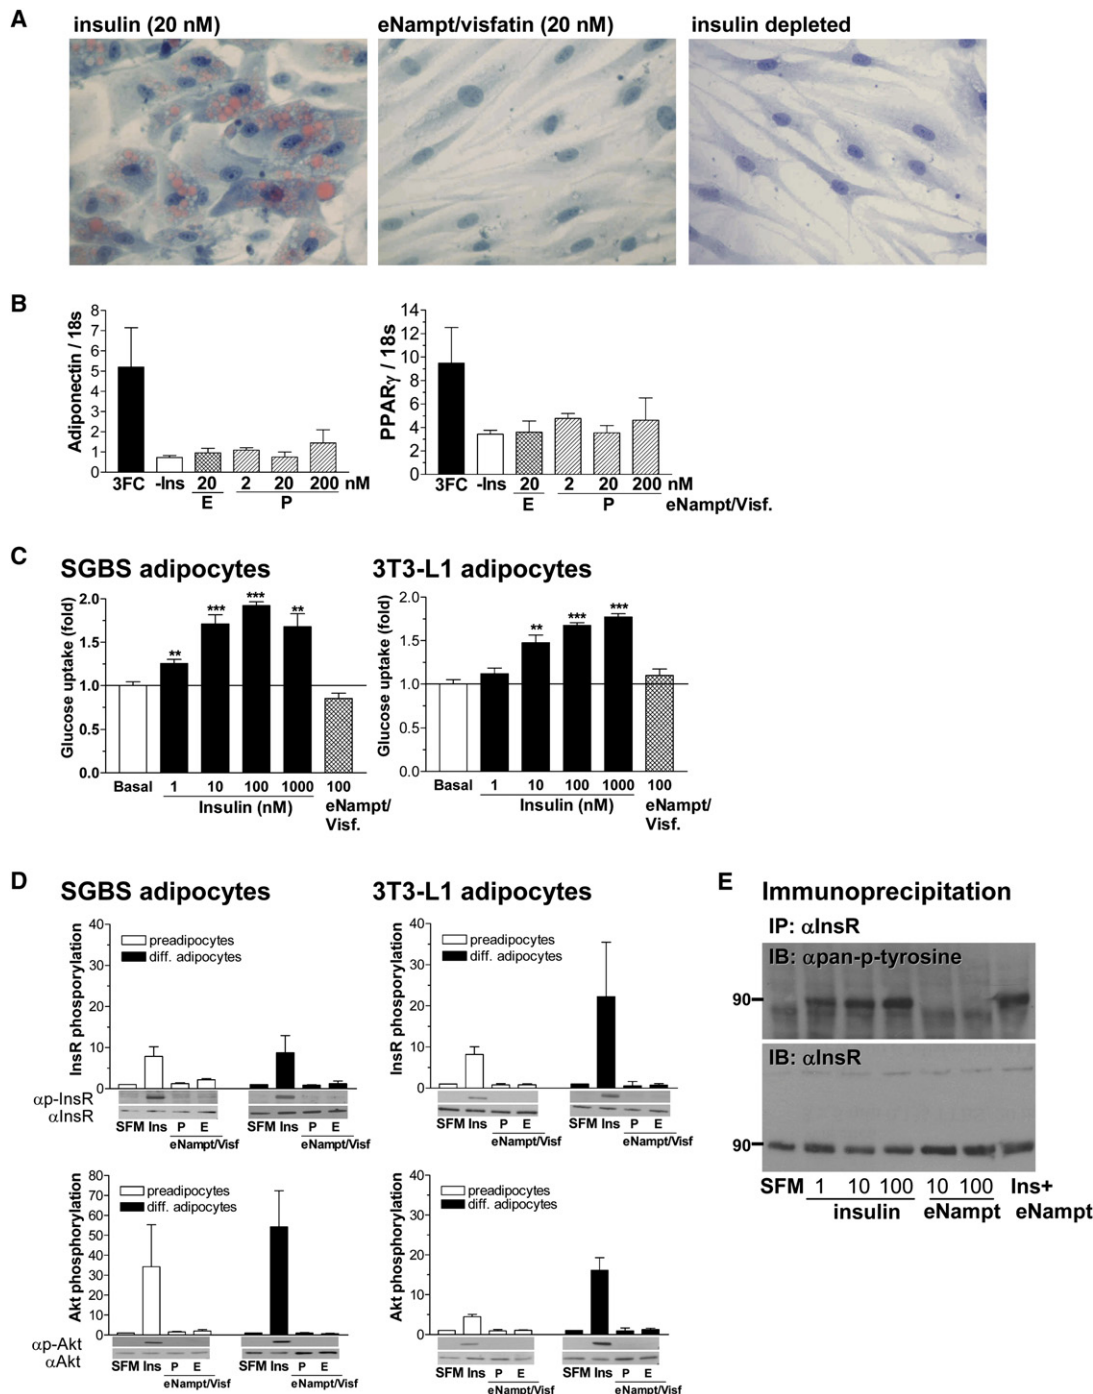 A
insulin (20 nM)
eNampt/visfatin (20 nM)
insulin depleted
B
Adiponectin / 18s
8
7
6
5
4
3
2
1
0
3FC -Ins 20 2 20 200 nM
E P
PPARγ / 18s
14
12
10
8
6
4
2
0
3FC -Ins 20 2 20 200 nM
E P eNampt/Visf.
C
SGBS adipocytes
Glucose uptake (fold)
2.0
1.5
1.0
0.5
0.0
** *** *** **
Basal 1 10 100 1000 100
Insulin (nM) eNampt/
Visf.
3T3-L1 adipocytes
Glucose uptake (fold)
2.0
1.5
1.0
0.5
0.0
** *** ***
Basal 1 10 100 1000 100
Insulin (nM) eNampt/
Visf.
D
SGBS adipocytes
InsR phosporylation
40
30
20
10
0
preadipocytes
diff. adipocytes
αp-InsR
αInsR
SFM Ins P E SFM Ins P E
eNampt/Visf eNampt/Visf
3T3-L1 adipocytes
InsR phosphorylation
40
30
20
10
0
preadipocytes
diff. adipocytes
SFM Ins P E SFM Ins P E
eNampt/Visf eNampt/Visf
Akt phosphorylation
80
70
60
50
40
30
20
10
0
preadipocytes
diff. adipocytes
αp-Akt
αAkt
SFM Ins P E SFM Ins P E
eNampt/Visf eNampt/Visf
Akt phosphorylation
40
30
20
10
0
preadipocytes
diff. adipocytes
SFM Ins P E SFM Ins P E
eNampt/Visf eNampt/Visf
E
Immunoprecipitation
IP: αInsR
IB: αpan-p-tyrosine
90
IB: αInsR
90
SFM 1 10 100 10 100 Ins+
insulin eNampt eNampt